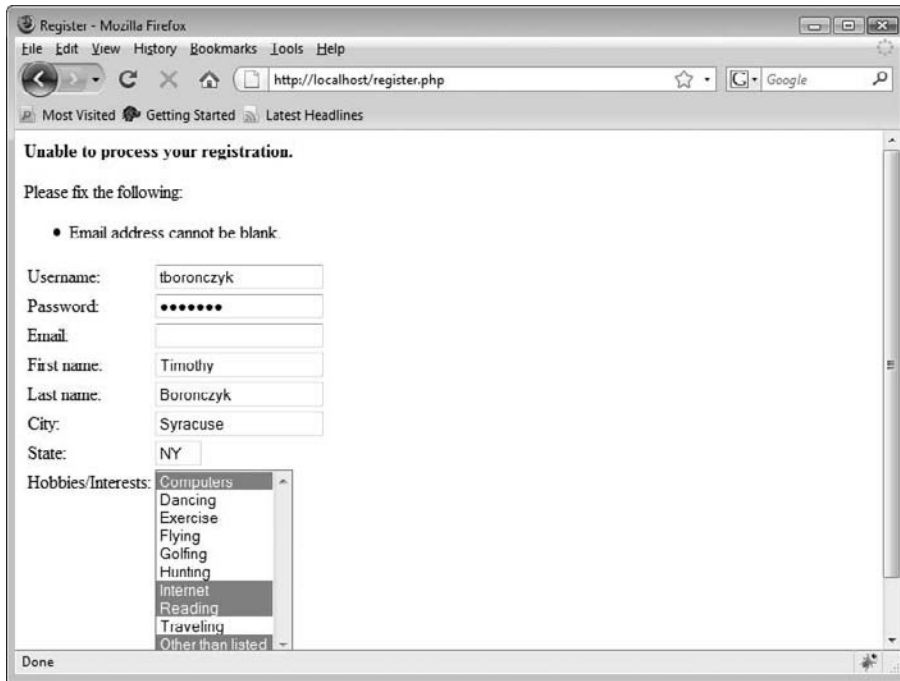 Register - Mozilla Firefox
File Edit View History Bookmarks Tools Help
http://localhost/register.php
G Google
Most Visited Getting Started Latest Headlines
Unable to process your registration.
Please fix the following:
• Email address cannot be blank.
Username: tboronczyk
Password: •••••••
Email:
First name: Timothy
Last name: Boronczyk
City: Syracuse
State: NY
Hobbies/Interests: Computers
Dancing
Exercise
Flying
Golfing
Hunting
Internet
Reading
Traveling
Other than listed
Done